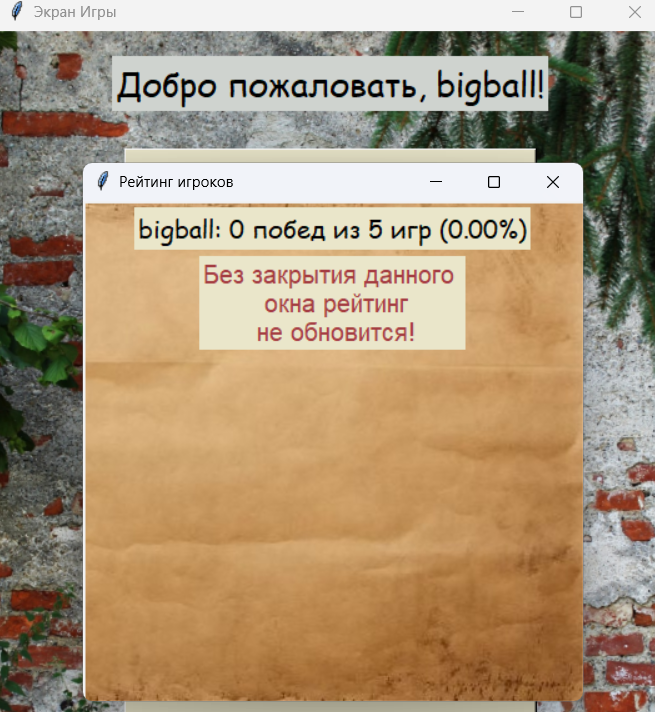 Экран Игры
Добро пожаловать, bigball!
Рейтинг игроков
bigball: 0 побед из 5 игр (0.00%)
Без закрытия данного
окна рейтинг
не обновится!